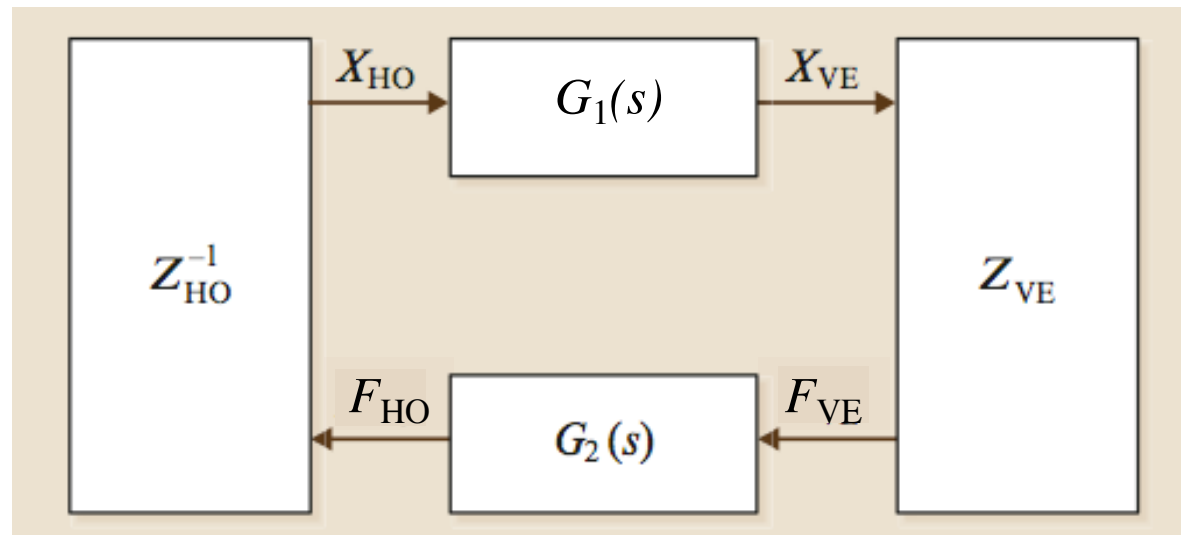 X_HO
G_1(s)
X_VE
Z_HO^-1
Z_VE
F_HO
G_2(s)
F_VE